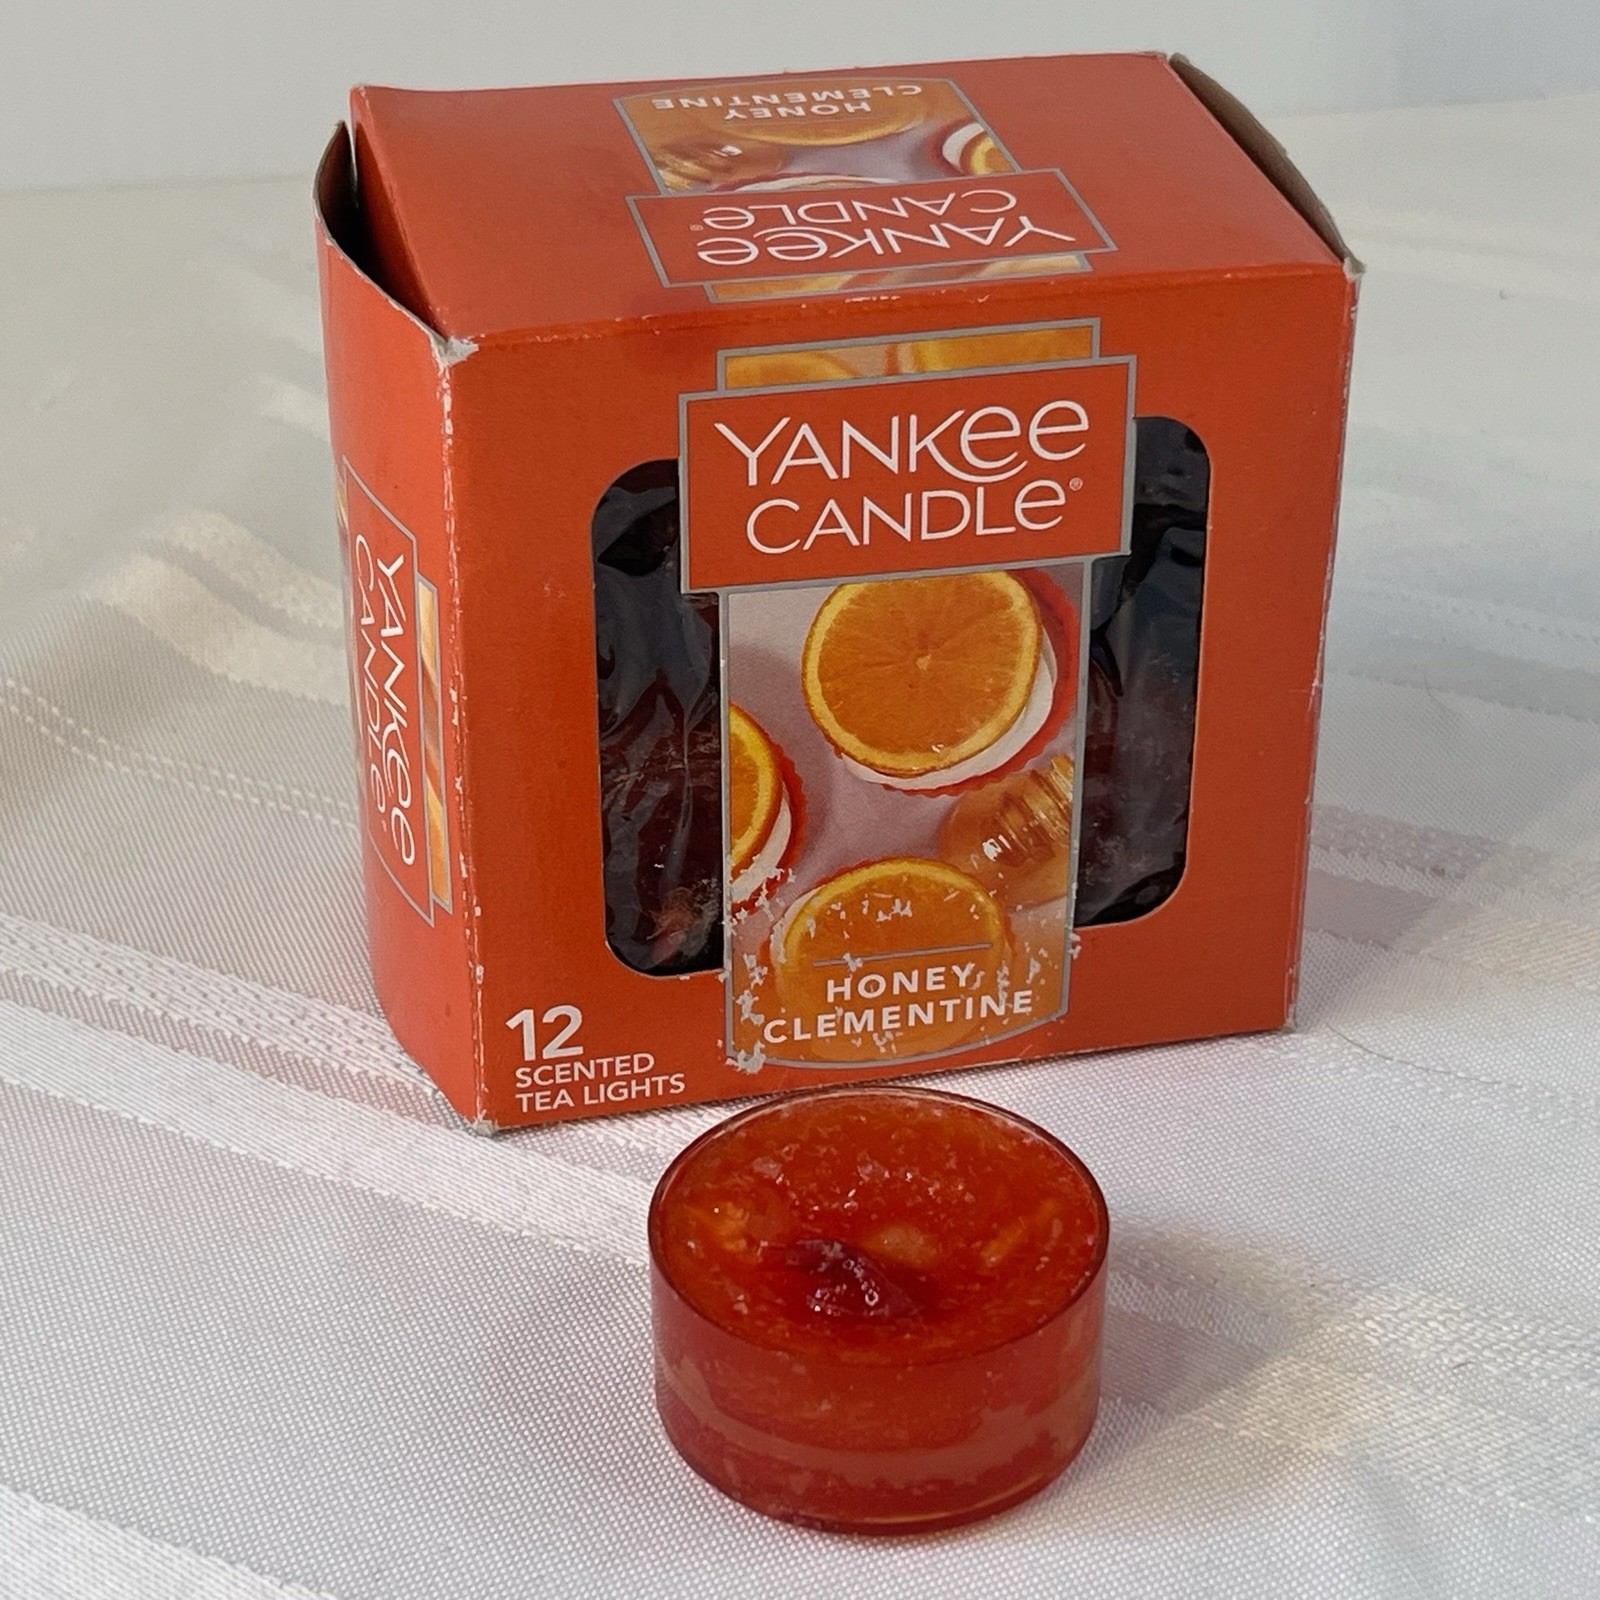 HONEY
CLEMENTINE
YANKEE
CANDLE®
YANKEE
CANDLE®
HONEY
CLEMENTINE
12
SCENTED
TEA LIGHTS
YANKEE
CANDLE